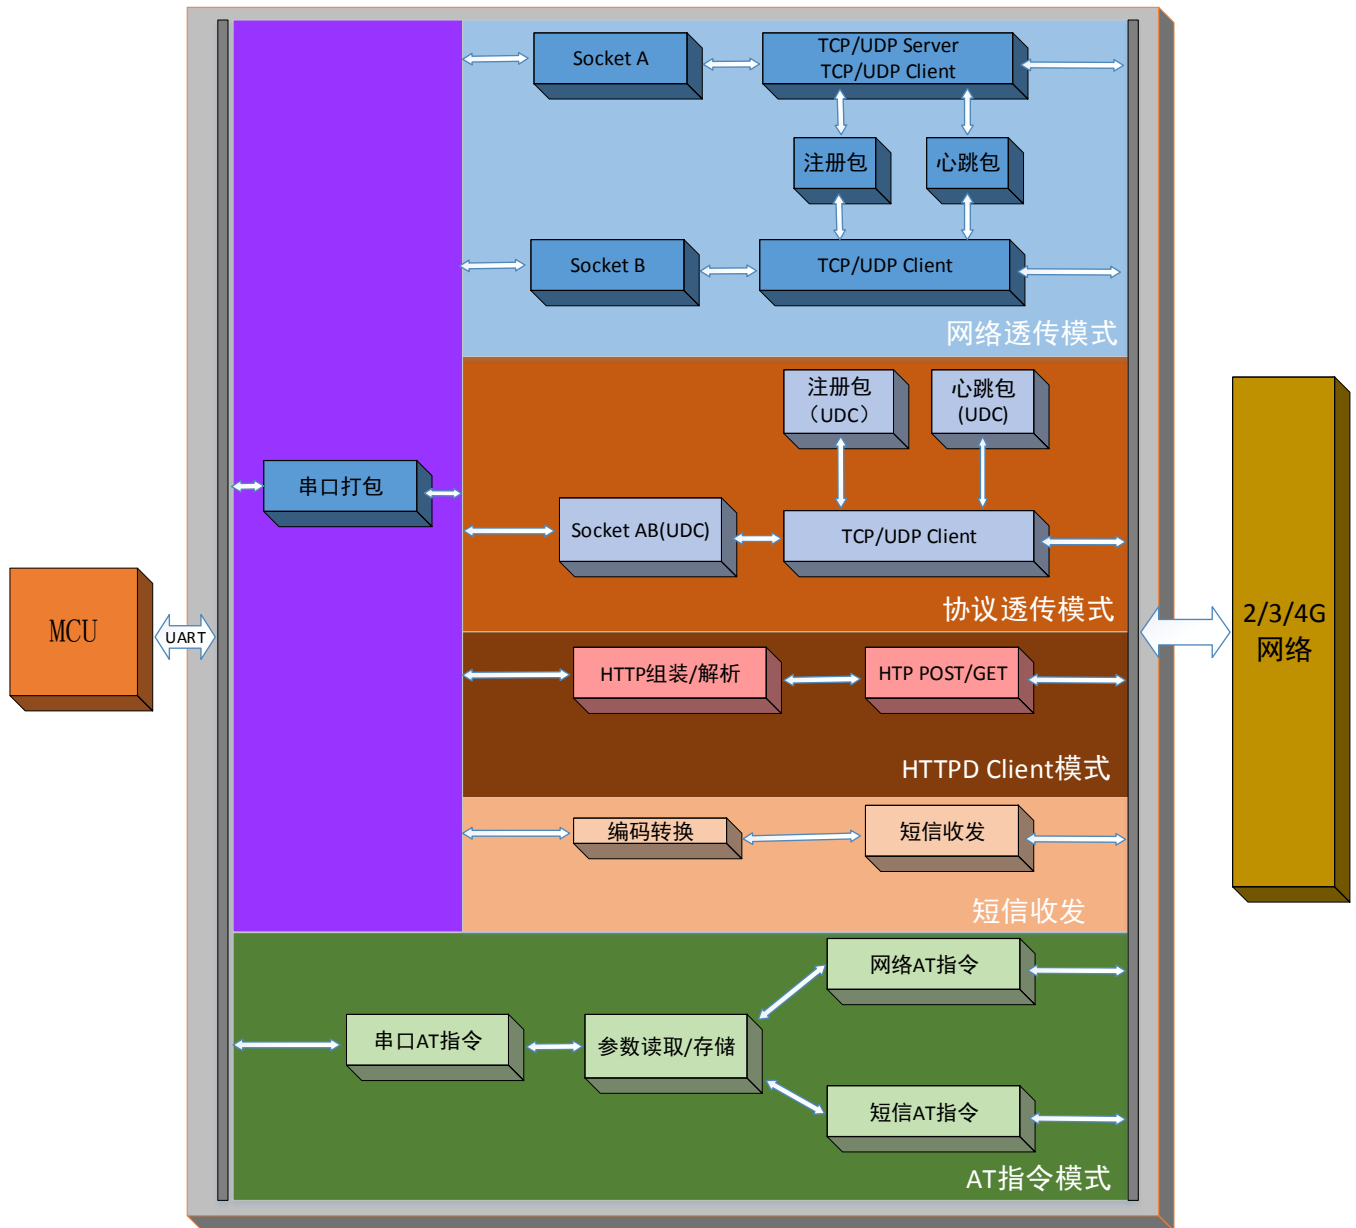 Socket A
TCP/UDP Server
TCP/UDP Client
注册包
心跳包
Socket B
TCP/UDP Client
网络透传模式
注册包
（UDC）
心跳包
(UDC)
串口打包
Socket AB(UDC)
TCP/UDP Client
协议透传模式
MCU
UART
2/3/4G
网络
HTTP组装/解析
HTP POST/GET
HTTPD Client模式
编码转换
短信收发
短信收发
网络AT指令
串口AT指令
参数读取/存储
短信AT指令
AT指令模式